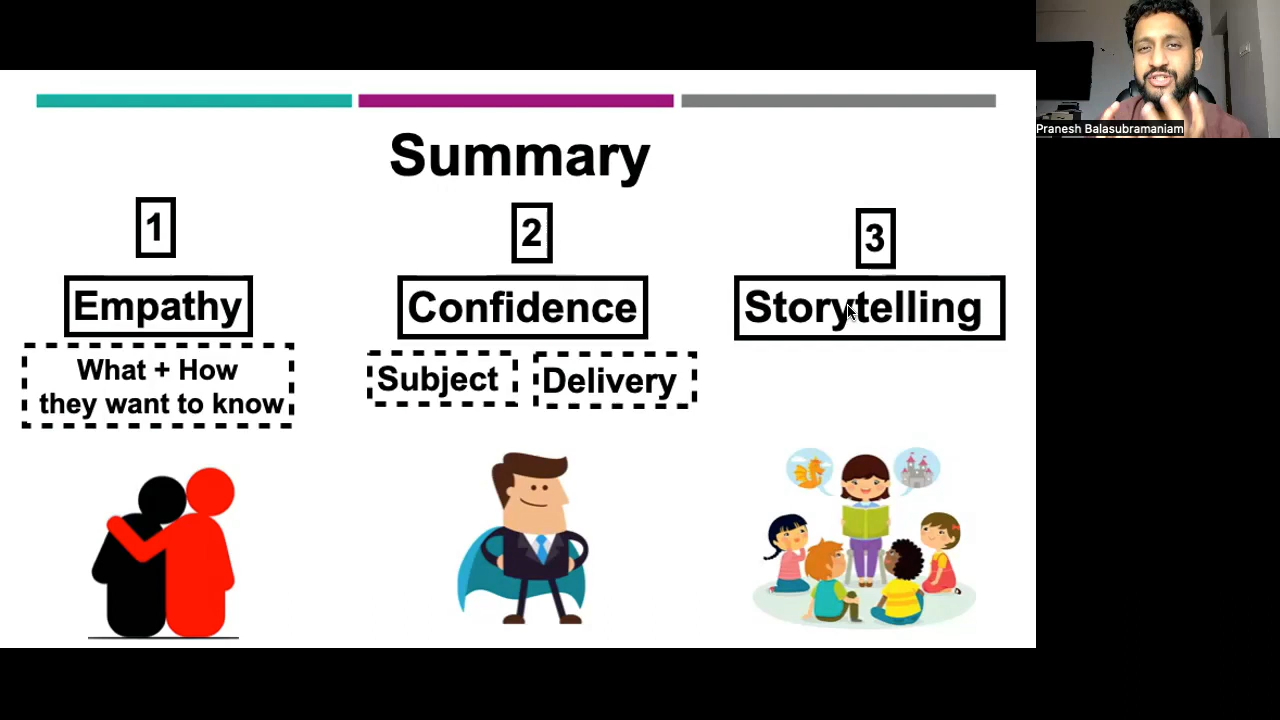 Summary
1
Empathy
What + How
they want to know
2
Confidence
Subject
Delivery
3
Storytelling
Pranesh Balasubramaniam